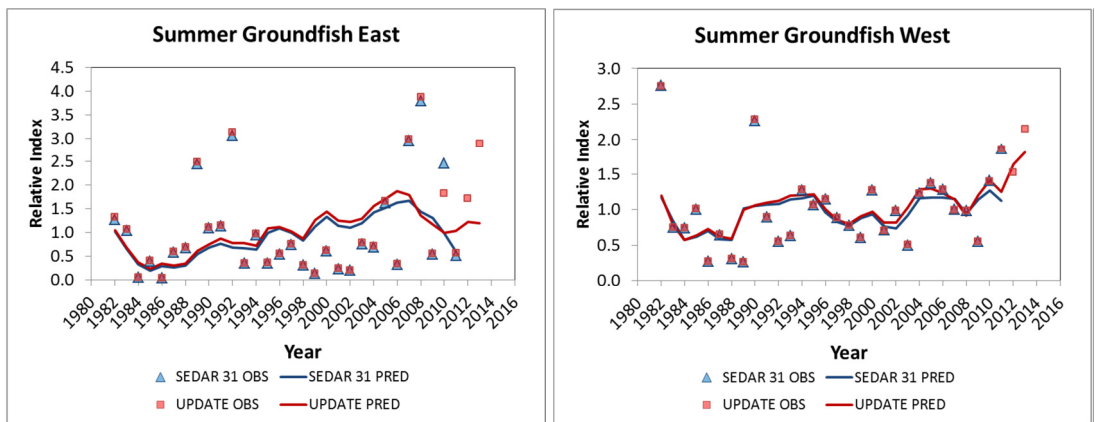 Summer Groundfish East
Relative Index
4.5
4.0
3.5
3.0
2.5
2.0
1.5
1.0
0.5
0.0
1980 1982 1984 1986 1988 1990 1992 1994 1996 1998 2000 2002 2004 2006 2008 2010 2012 2014 2016
Year
SEDAR 31 OBS SEDAR 31 PRED
UPDATE OBS UPDATE PRED
Summer Groundfish West
Relative Index
3.0
2.5
2.0
1.5
1.0
0.5
0.0
1980 1982 1984 1986 1988 1990 1992 1994 1996 1998 2000 2002 2004 2006 2008 2010 2012 2014 2016
Year
SEDAR 31 OBS SEDAR 31 PRED
UPDATE OBS UPDATE PRED